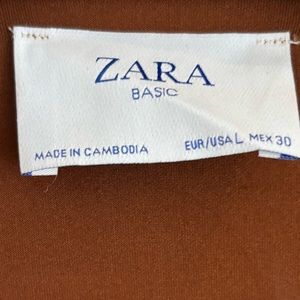 ZARA
BASIC
MADE IN CAMBODIA EUR/USA L MEX 30